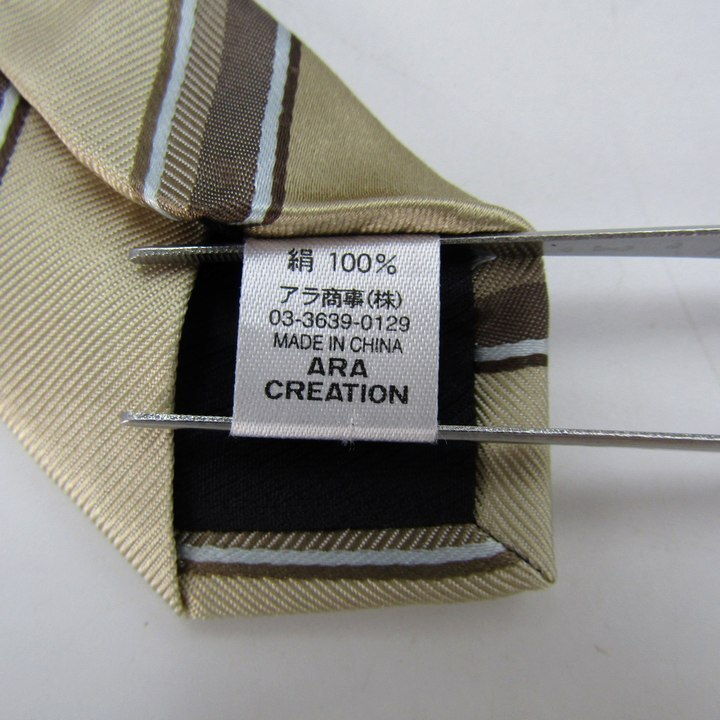 絹 100%
アラ商事(株)
03-3639-0129
MADE IN CHINA
ARA
CREATION